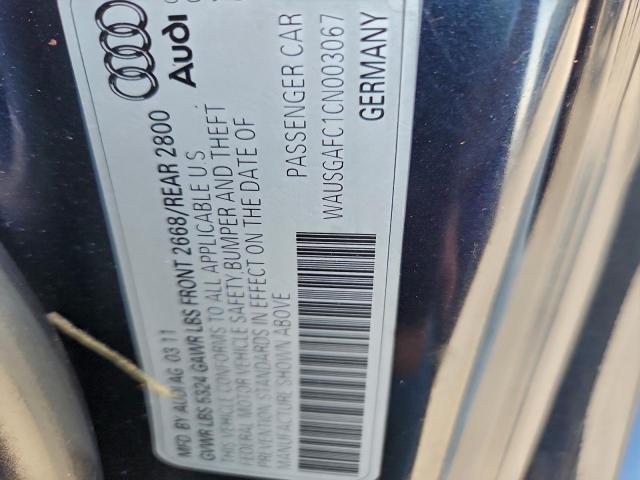 Audi
MFD BY AUDI AG 03 11
GVWR LBS 5324 GAWR LBS FRONT 2668/REAR 2800
THIS VEHICLE CONFORMS TO ALL APPLICABLE U.S
FEDERAL MOTOR VEHICLE SAFETY,BUMPER AND THEFT
PREVENTION STANDARDS IN EFFECT ON THE DATE OF
MANUFACTURE SHOWN ABOVE
PASSENGER CAR
WAUSGAFC1CN003067
GERMANY